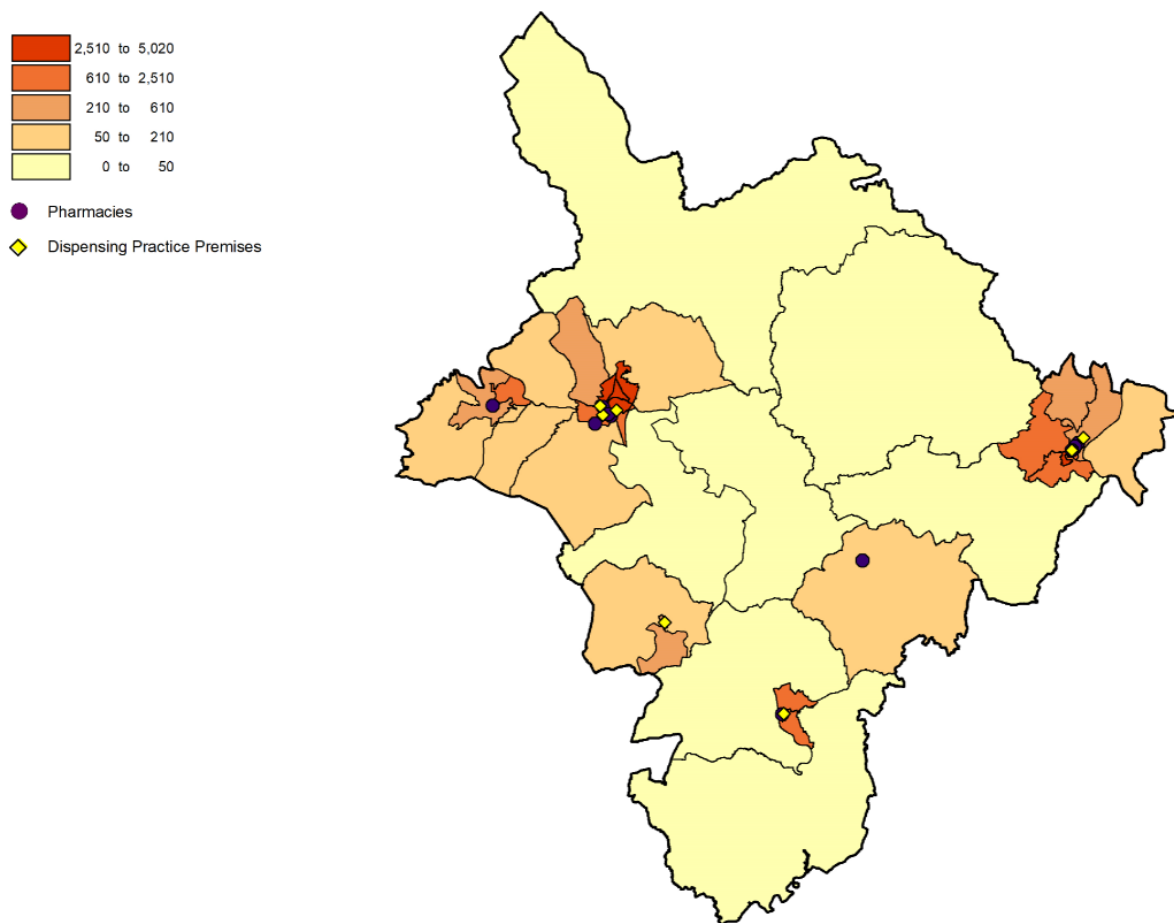 2,510 to 5,020
610 to 2,510
210 to 610
50 to 210
0 to 50
Pharmacies
Dispensing Practice Premises